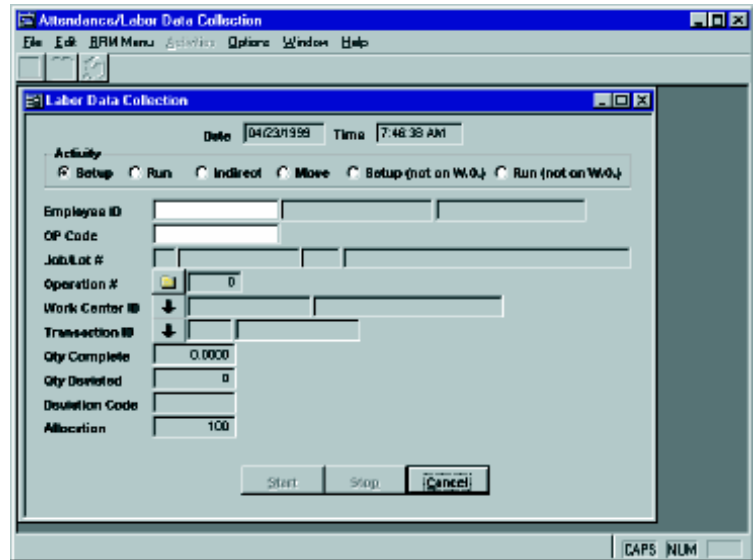 Attendance/Labor Data Collection
File Edit BRM Menu Activities Options Window Help
Labor Data Collection
Date 04/23/1999 Time 7:46:38 AM
Activity
Setup Run Indirect Move Setup (not on W.O.) Run (not on W.O.)
Employee ID
OP Code
Job/Lot #
Operation # 0
Work Center ID
Transaction ID
Qty Complete 0.0000
Qty Deviated 0
Deviation Code
Allocation 100
Start Stop Cancel
CAPS NUM